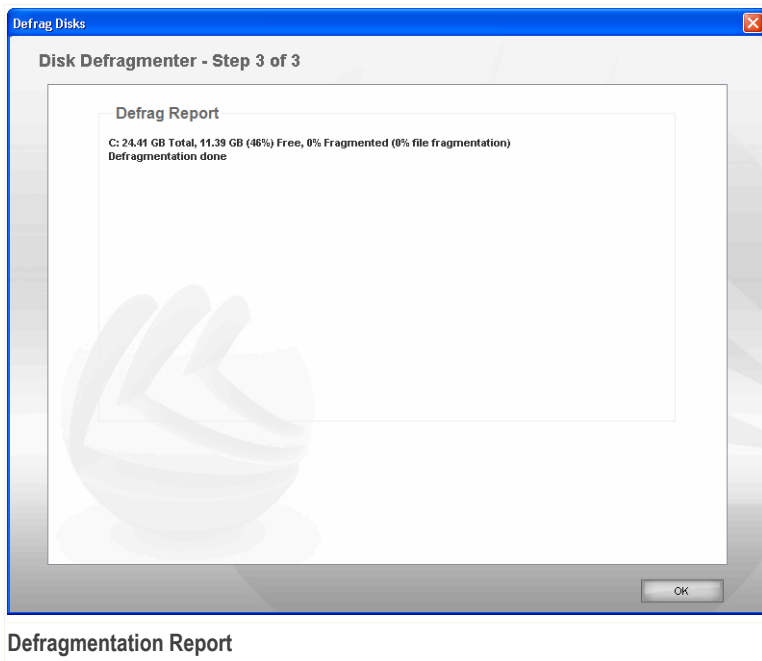 Defrag Disks
Disk Defragmenter - Step 3 of 3
Defrag Report
C: 24.41 GB Total, 11.39 GB (46%) Free, 0% Fragmented (0% file fragmentation)
Defragmentation done
OK
Defragmentation Report